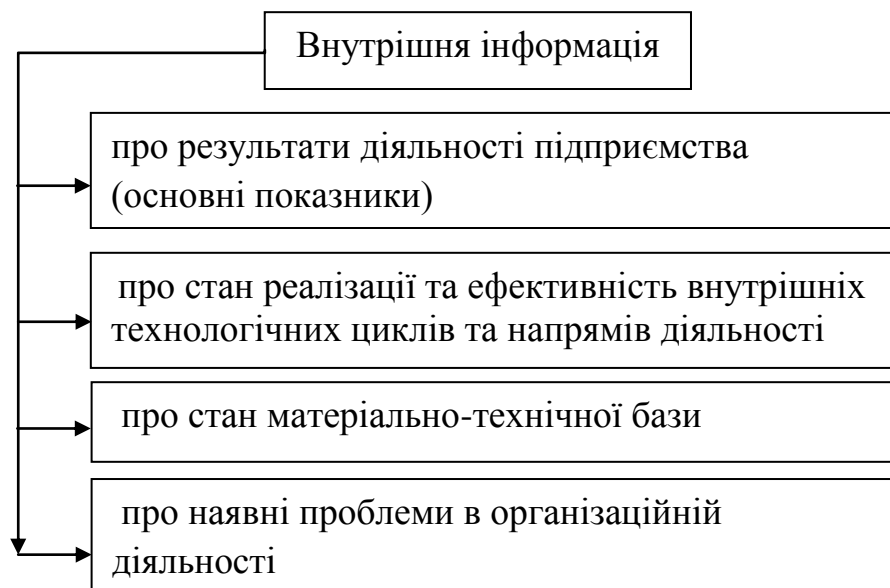 Внутрішня інформація
про результати діяльності підприємства
(основні показники)
про стан реалізації та ефективність внутрішніх
технологічних циклів та напрямів діяльності
про стан матеріально-технічної бази
про наявні проблеми в організаційній
діяльності